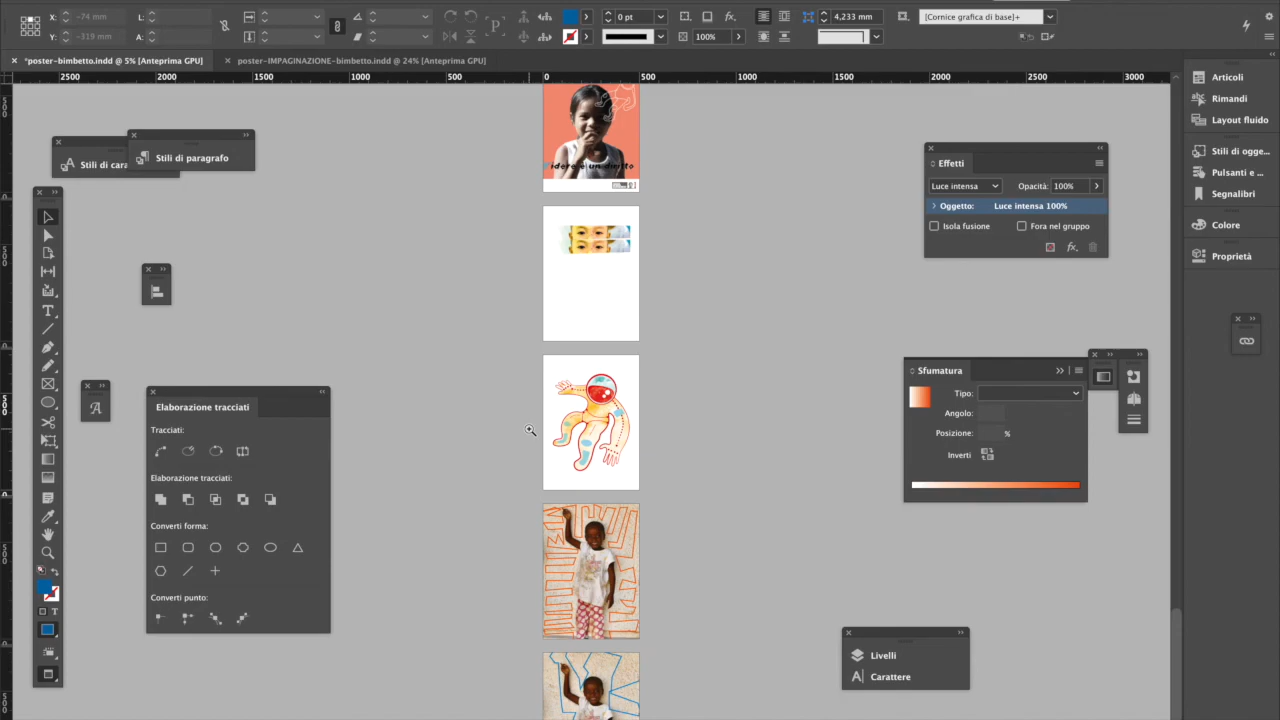 X: -74 mm L:
Y: -319 mm A:
0 pt
100%
4,233 mm
[Cornice grafica di base]+
*poster-bimbetto.indd @ 5% [Anteprima GPU]
poster-IMPAGINAZIONE-bimbetto.indd @ 24% [Anteprima GPU]
2500 2000 1500 1000 500 0 500 1000 1500 2000 2500 3000
Stili di cara
Stili di paragrafo
Elaborazione tracciati
Tracciati:
Elaborazione tracciati:
Converti forma:
Converti punto:
idere è un diritto
Effetti
Luce intensa
Opacità: 100%
Oggetto: Luce intensa 100%
Isola fusione
Fora nel gruppo
Sfumatura
Tipo:
Angolo:
Posizione: %
Inverti
Livelli
Carattere
Articoli
Rimandi
Layout fluido
Stili di ogge...
Pulsanti e ...
Segnalibri
Colore
Proprietà